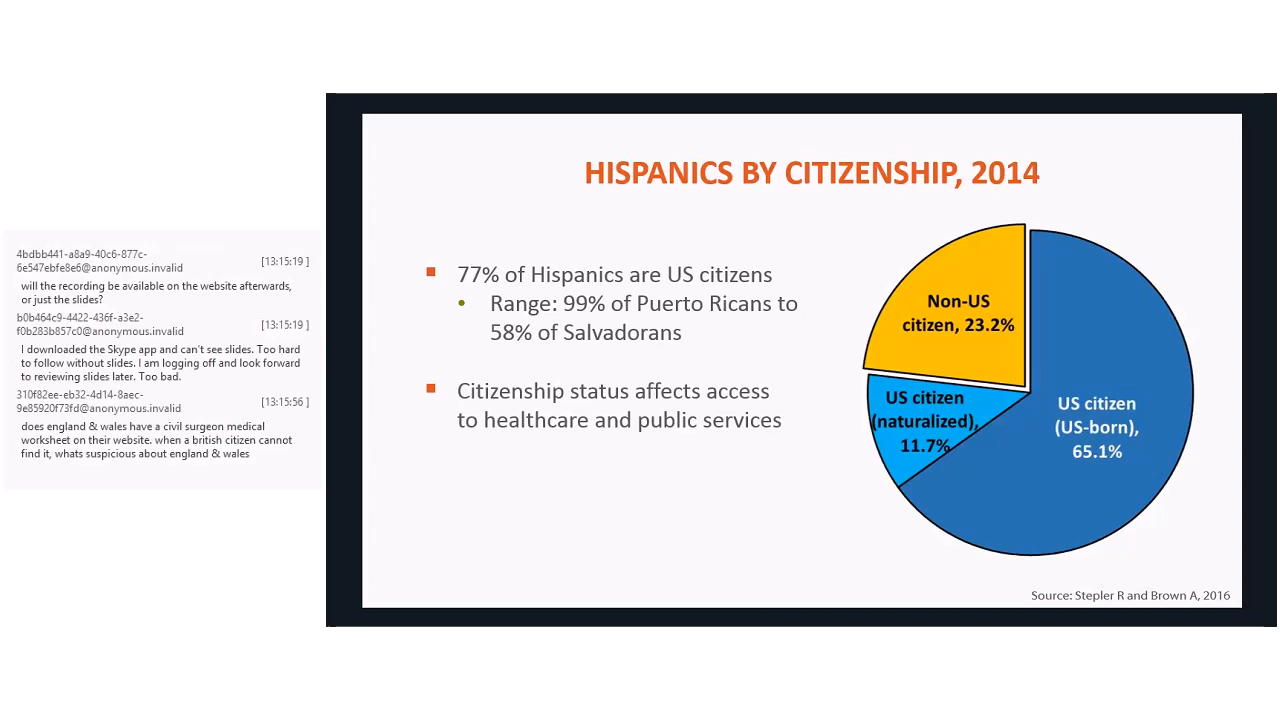 4bdbb441-a8a9-40c6-877c-
6e547ebfe8e6@anonymous.invalid
[13:15:19 ]
will the recording be available on the website afterwards,
or just the slides?
b0b464c9-4422-436f-a3e2-
f0b283b857c0@anonymous.invalid
[13:15:19 ]
I downloaded the Skype app and can't see slides. Too hard
to follow without slides. I am logging off and look forward
to reviewing slides later. Too bad.
310f82ee-eb32-4d14-8aec-
9e85920f73fd@anonymous.invalid
[13:15:56 ]
does england & wales have a civil surgeon medical
worksheet on their website. when a british citizen cannot
find it, whats suspicious about england & wales
HISPANICS BY CITIZENSHIP, 2014
77% of Hispanics are US citizens
Range: 99% of Puerto Ricans to
58% of Salvadorans
Citizenship status affects access
to healthcare and public services
Non-US
citizen, 23.2%
US citizen
(naturalized),
11.7%
US citizen
(US-born),
65.1%
Source: Stepler R and Brown A, 2016